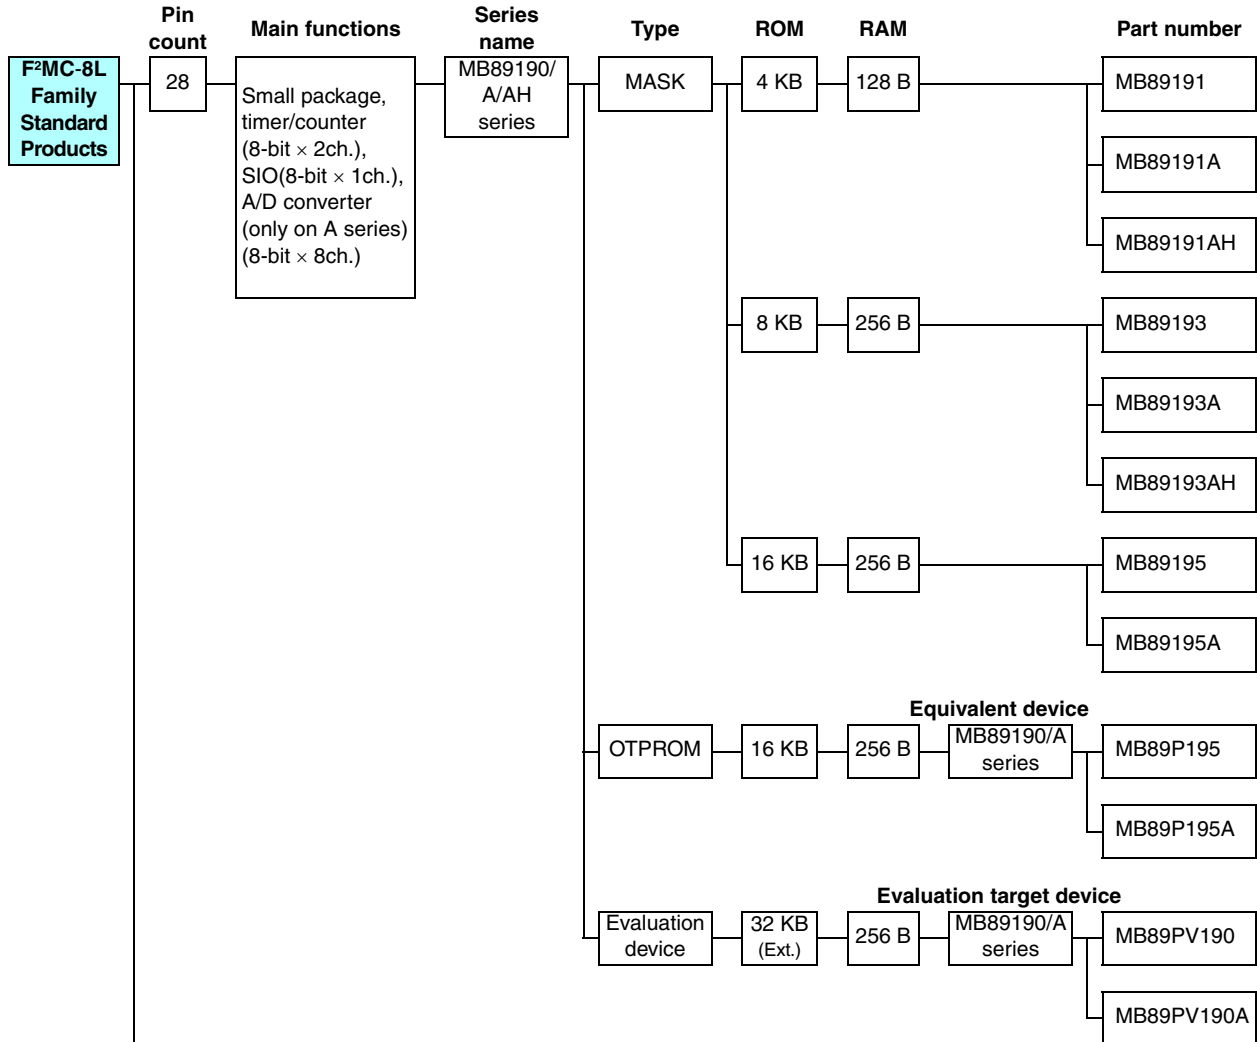 Pin count
Main functions
Series name
Type
ROM
RAM
Part number
F²MC-8L
Family
Standard
Products
28
Small package,
timer/counter
(8-bit × 2ch.),
SIO(8-bit × 1ch.),
A/D converter
(only on A series)
(8-bit × 8ch.)
MB89190/
A/AH
series
MASK
4 KB
128 B
MB89191
MB89191A
MB89191AH
8 KB
256 B
MB89193
MB89193A
MB89193AH
16 KB
256 B
MB89195
MB89195A
Equivalent device
OTPROM
16 KB
256 B
MB89190/A
series
MB89P195
MB89P195A
Evaluation target device
Evaluation
device
32 KB
(Ext.)
256 B
MB89190/A
series
MB89PV190
MB89PV190A